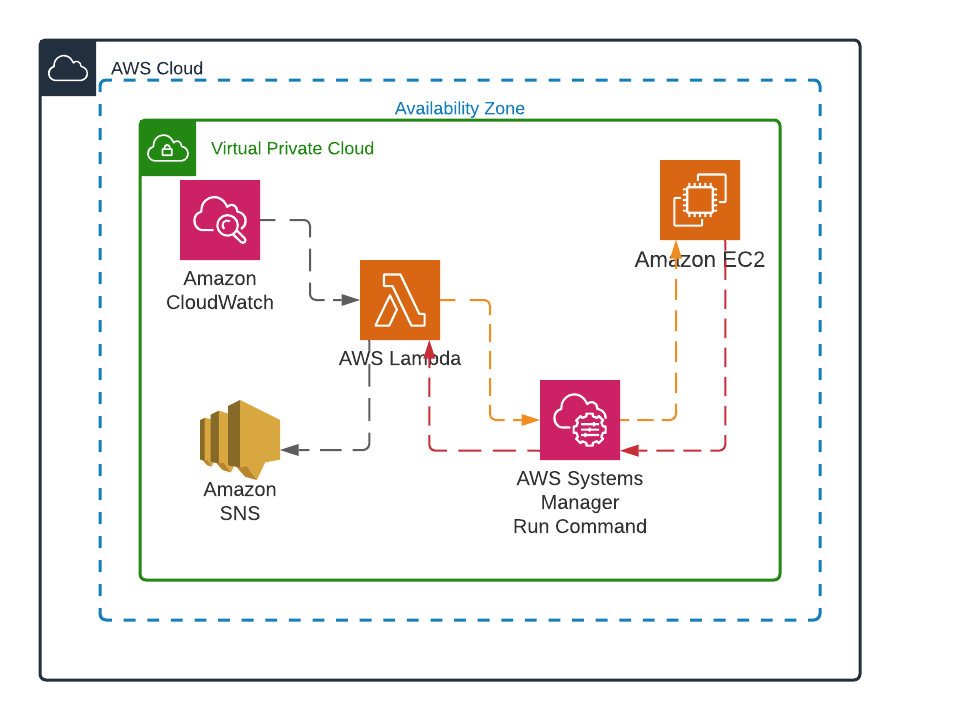 AWS Cloud
Availability Zone
Virtual Private Cloud
Amazon
CloudWatch
Amazon EC2
AWS Lambda
Amazon
SNS
AWS Systems
Manager
Run Command